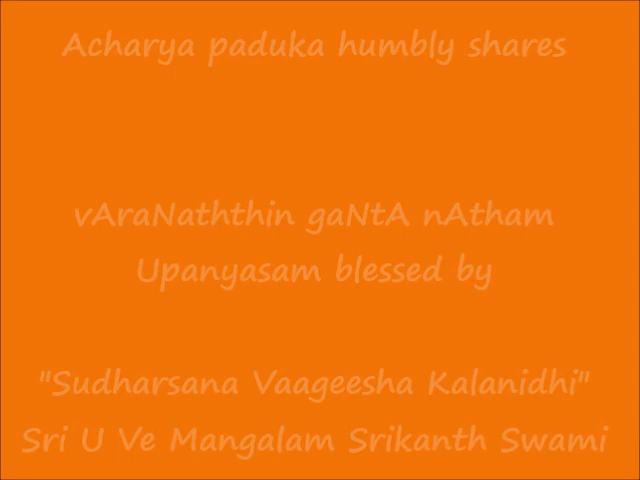 Acharya paduka humbly shares
vAraNaththin gaNtA nAtham
Upanyasam blessed by
"Sudharsana Vaageesha Kalanidhi"
Sri U Ve Mangalam Srikanth Swami